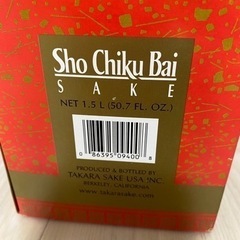 Sho Chiku Bai
SAKE
NET 1.5 L (50.7 FL. OZ.)
0 86395 09400 8
PRODUCED & BOTTLED BY
TAKARA SAKE USA INC.
BERKELEY, CALIFORNIA
www.takarasake.com